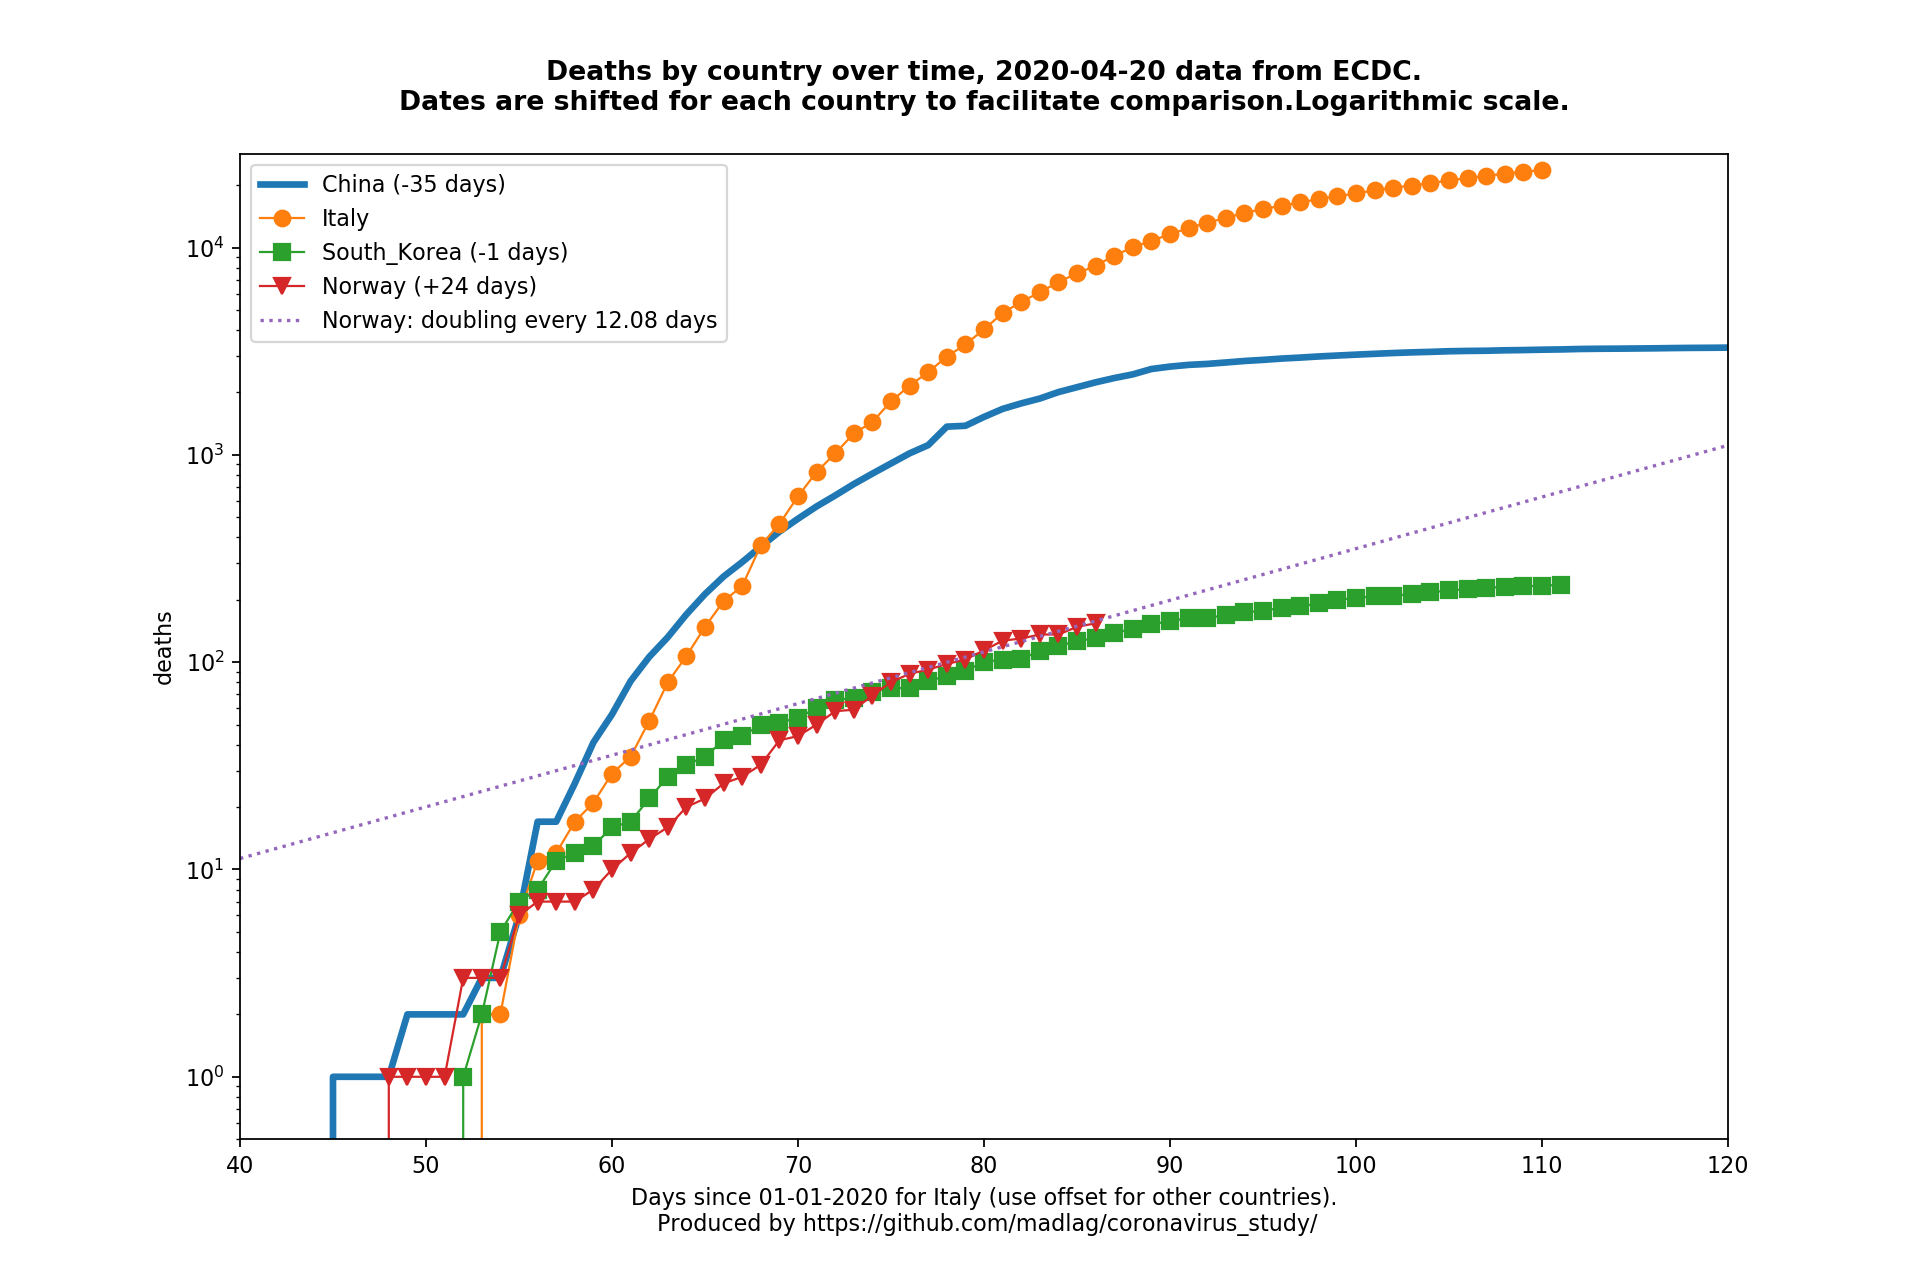 Deaths by country over time, 2020-04-20 data from ECDC.
Dates are shifted for each country to facilitate comparison.Logarithmic scale.
China (-35 days)
Italy
South_Korea (-1 days)
Norway (+24 days)
Norway: doubling every 12.08 days
deaths
10⁴
10³
10²
10¹
10⁰
40 50 60 70 80 90 100 110 120
Days since 01-01-2020 for Italy (use offset for other countries).
Produced by https://github.com/madlag/coronavirus_study/